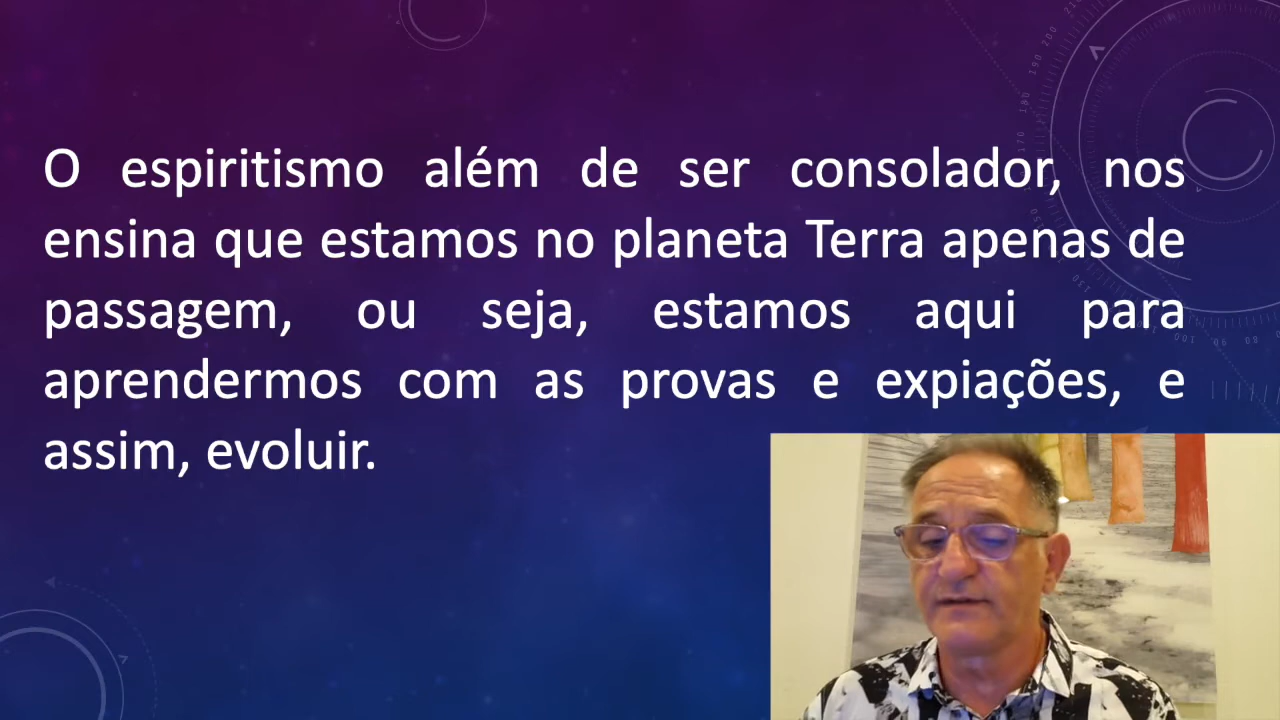 O espiritismo além de ser consolador, nos
ensina que estamos no planeta Terra apenas de
passagem, ou seja, estamos aqui para
aprendermos com as provas e expiações, e
assim, evoluir.